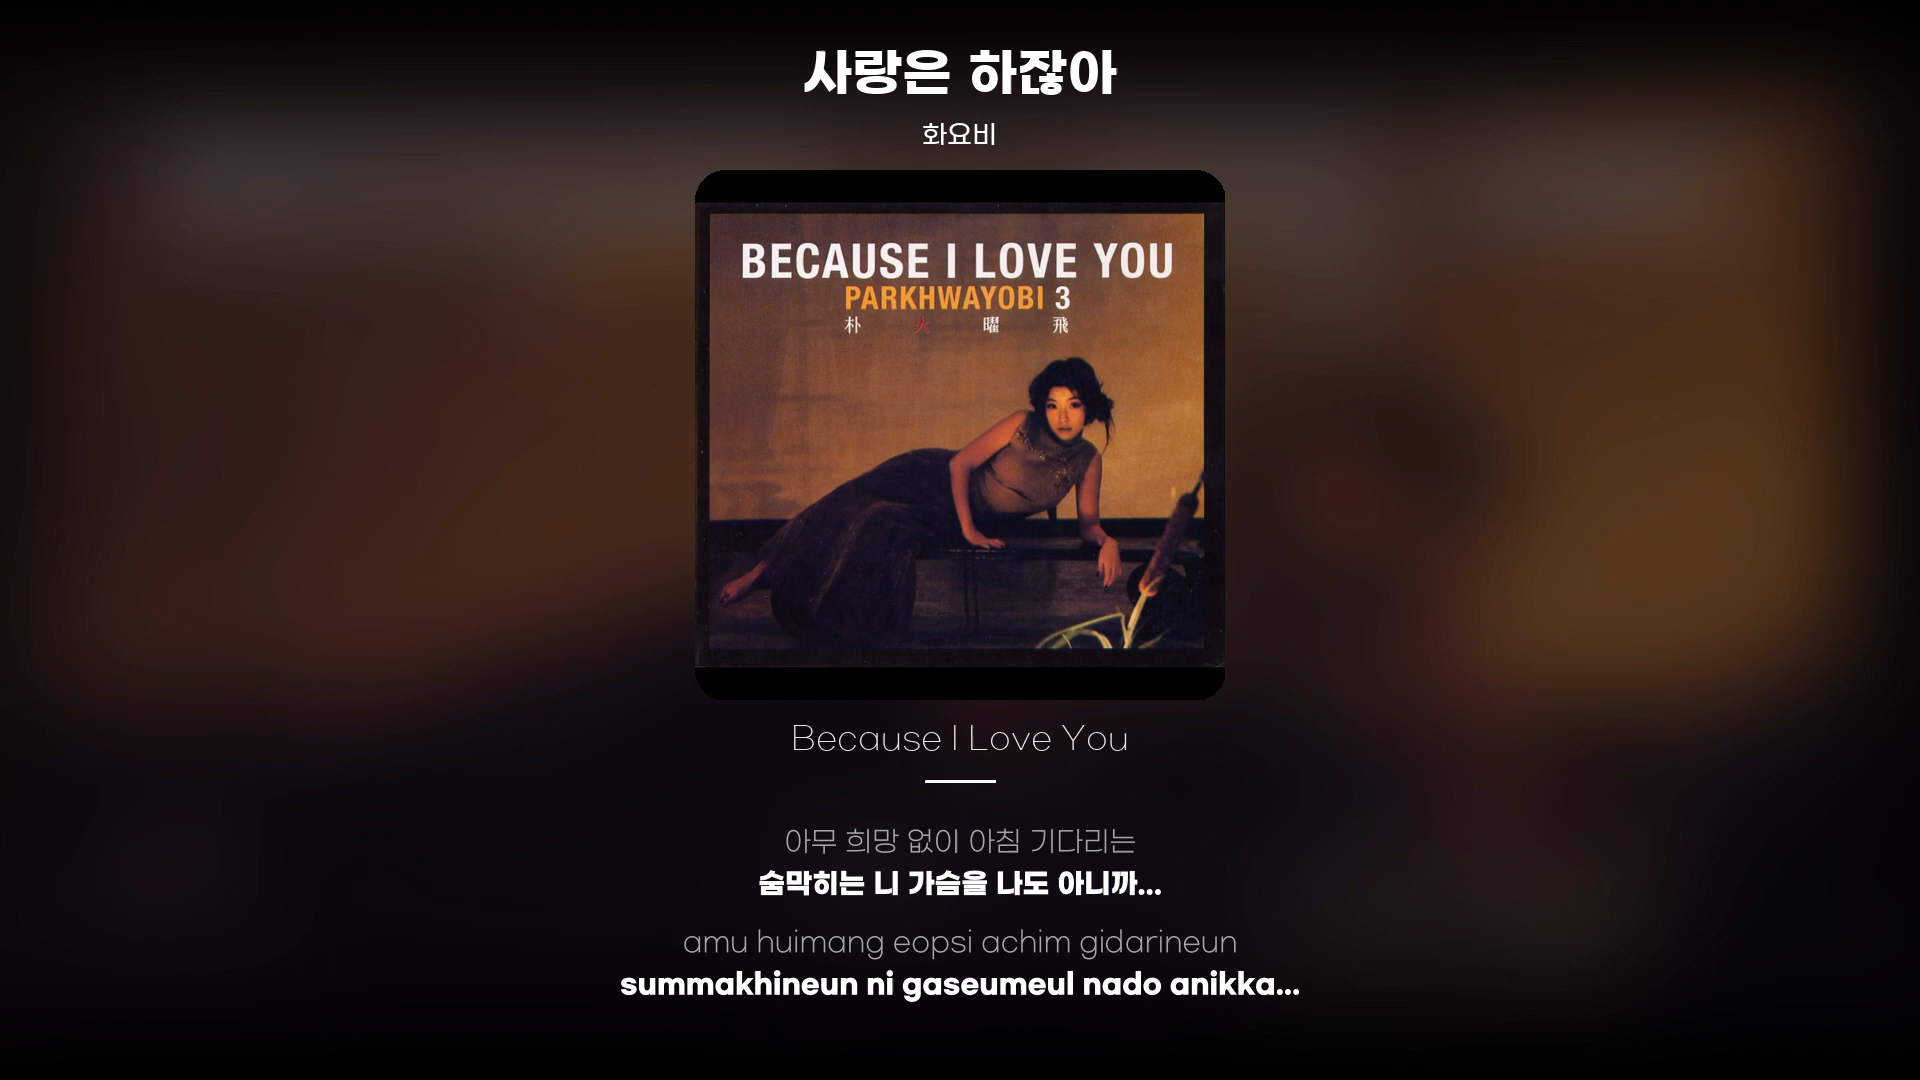 사랑은 하잖아
화요비
BECAUSE I LOVE YOU
PARKHWAYOBI 3
朴 火 曜 飛
Because I Love You
아무 희망 없이 아침 기다리는
숨막히는 니 가슴을 나도 아니까...
amu huimang eopsi achim gidarineun
summakhineun ni gaseumeul nado anikka...